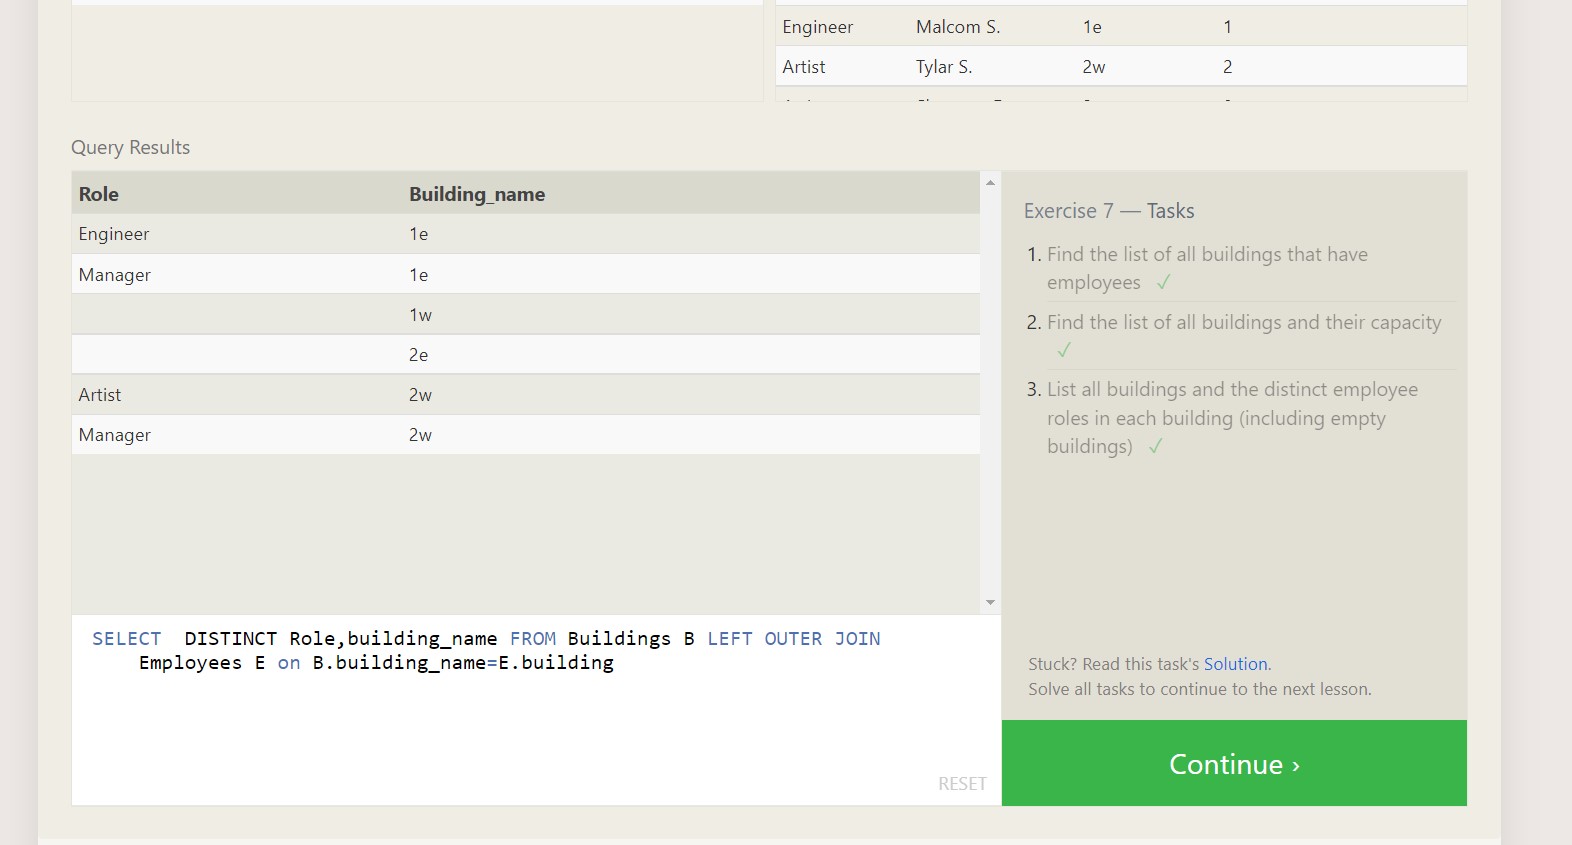 Engineer Malcom S. 1e 1
Artist Tylar S. 2w 2
Query Results
Role Building_name
Engineer 1e
Manager 1e
1w
2e
Artist 2w
Manager 2w
SELECT  DISTINCT Role,building_name FROM Buildings B LEFT OUTER JOIN
Employees E on B.building_name=E.building
RESET
Exercise 7 — Tasks
1. Find the list of all buildings that have
employees ✓
2. Find the list of all buildings and their capacity
✓
3. List all buildings and the distinct employee
roles in each building (including empty
buildings) ✓
Stuck? Read this task's Solution.
Solve all tasks to continue to the next lesson.
Continue ›